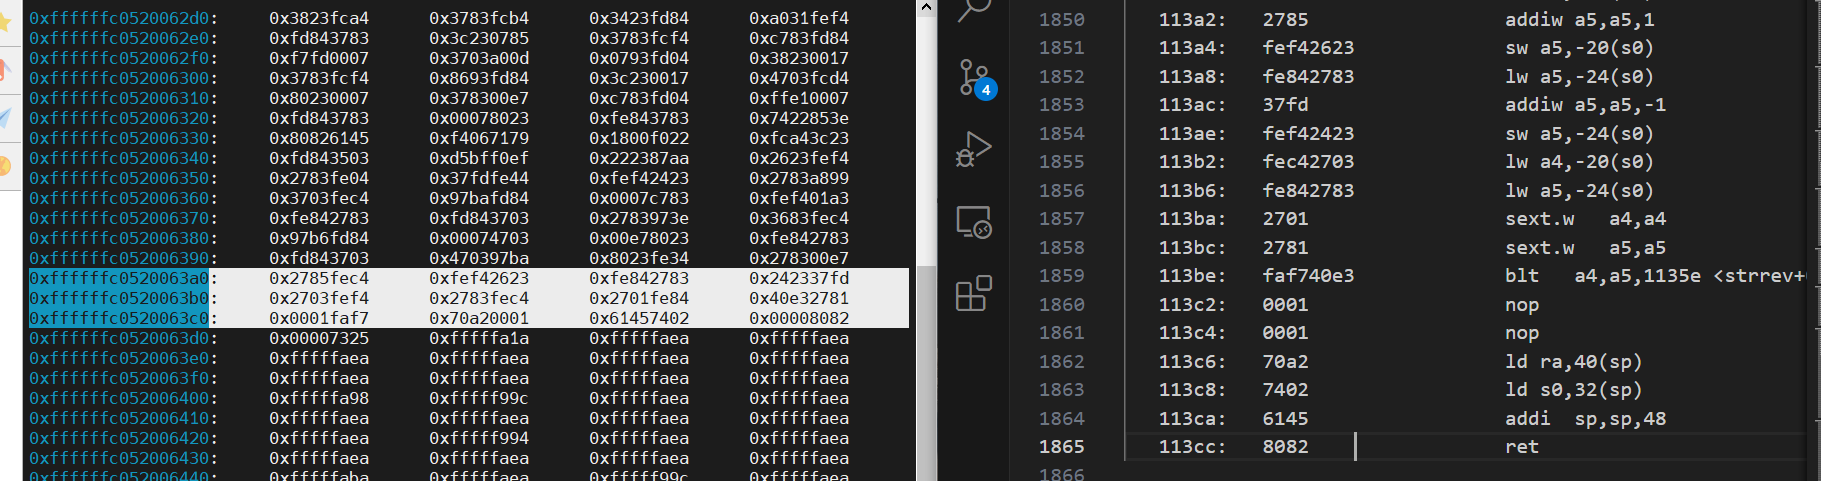 0xffffffc0520062d0: 0x3823fca4 0x3783fcb4 0x3423fd84 0xa031fef4
0xffffffc0520062e0: 0xfd843783 0x3c230785 0x3783fcf4 0xc783fd84
0xffffffc0520062f0: 0xf7fd0007 0x3703a00d 0x0793fd04 0x38230017
0xffffffc052006300: 0x3783fcf4 0x8693fd84 0x3c230017 0x4703fcd4
0xffffffc052006310: 0x80230007 0x378300e7 0xc783fd04 0xffe10007
0xffffffc052006320: 0xfd843783 0x00078023 0xfe843783 0x7422853e
0xffffffc052006330: 0x80826145 0xf4067179 0x1800f022 0xfca43c23
0xffffffc052006340: 0xfd843503 0xd5bff0ef 0x222387aa 0x2623fef4
0xffffffc052006350: 0x2783fe04 0x37fdfe44 0xfef42423 0x2783a899
0xffffffc052006360: 0x3703fec4 0x97bafd84 0x0007c783 0xfef401a3
0xffffffc052006370: 0xfe842783 0xfd843703 0x2783973e 0x3683fec4
0xffffffc052006380: 0x97b6fd84 0x00074703 0x00e78023 0xfe842783
0xffffffc052006390: 0xfd843703 0x470397ba 0x8023fe34 0x278300e7
0xffffffc0520063a0: 0x2785fec4 0xfef42623 0xfe842783 0x242337fd
0xffffffc0520063b0: 0x2703fef4 0x2783fec4 0x2701fe84 0x40e32781
0xffffffc0520063c0: 0x0001faf7 0x70a20001 0x61457402 0x00008082
0xffffffc0520063d0: 0x00007325 0xfffffa1a 0xfffffaea 0xfffffaea
0xffffffc0520063e0: 0xfffffaea 0xfffffaea 0xfffffaea 0xfffffaea
0xffffffc0520063f0: 0xfffffaea 0xfffffaea 0xfffffaea 0xfffffaea
0xffffffc052006400: 0xfffffa98 0xfffff99c 0xfffffaea 0xfffffaea
0xffffffc052006410: 0xfffffaea 0xfffffaea 0xfffffaea 0xfffffaea
0xffffffc052006420: 0xfffffaea 0xfffff994 0xfffffaea 0xfffffaea
0xffffffc052006430: 0xfffffaea 0xfffffaea 0xfffffaea 0xfffffaea
0xffffffc052006440: 0xfffffaba 0xfffffaea 0xfffff99c 0xfffffaea
4
1850 113a2: 2785 addiw a5,a5,1
1851 113a4: fef42623 sw a5,-20(s0)
1852 113a8: fe842783 lw a5,-24(s0)
1853 113ac: 37fd addiw a5,a5,-1
1854 113ae: fef42423 sw a5,-24(s0)
1855 113b2: fec42703 lw a4,-20(s0)
1856 113b6: fe842783 lw a5,-24(s0)
1857 113ba: 2701 sext.w a4,a4
1858 113bc: 2781 sext.w a5,a5
1859 113be: faf740e3 blt a4,a5,1135e <strrev+
1860 113c2: 0001 nop
1861 113c4: 0001 nop
1862 113c6: 70a2 ld ra,40(sp)
1863 113c8: 7402 ld s0,32(sp)
1864 113ca: 6145 addi sp,sp,48
1865 113cc: 8082 ret
1866